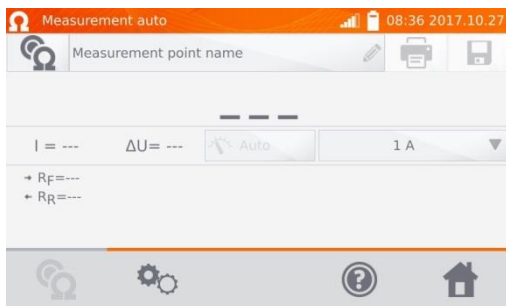 Measurement auto 08:36 2017.10.27
Measurement point name
---
I = --- ΔU= --- Auto 1 A
→ RF=---
← RR=---